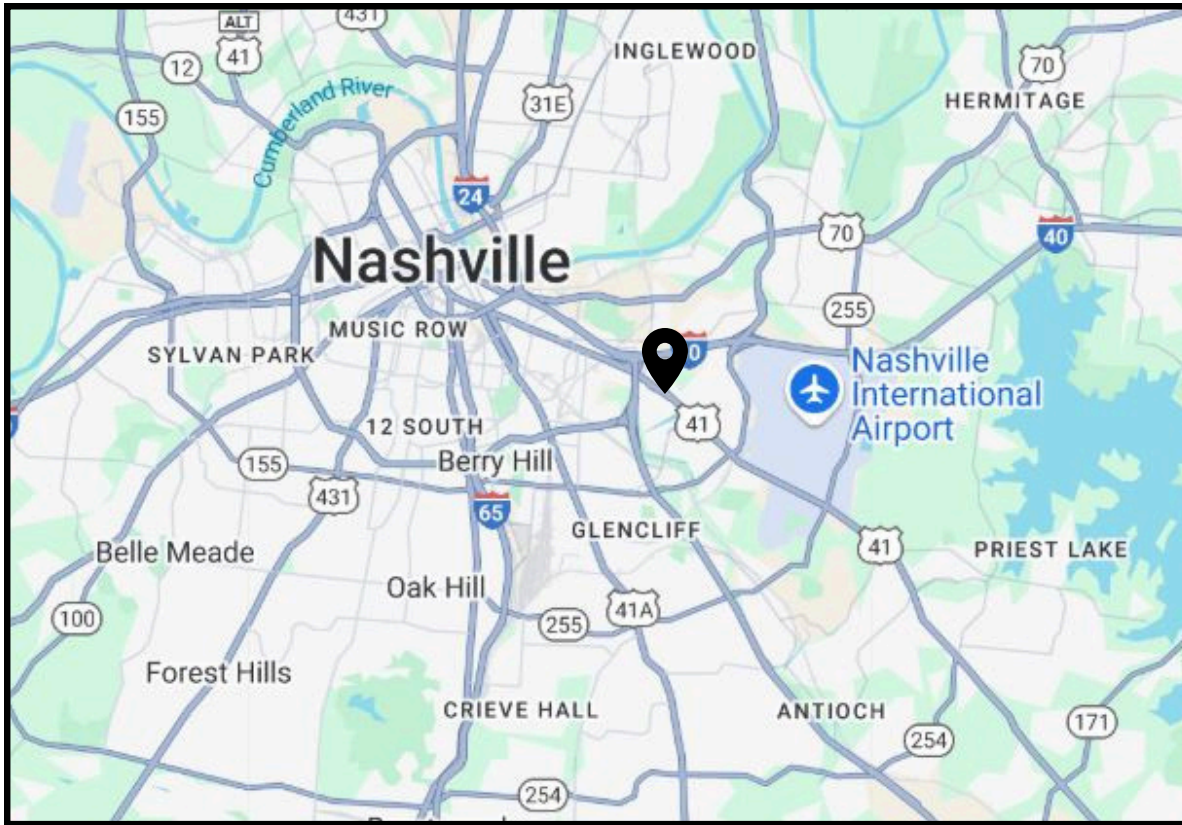 431
ALT
41
12
INGLEWOOD
70
31E
HERMITAGE
155
Cumberland River
24
70
40
Nashville
255
MUSIC ROW
SYLVAN PARK
0
Nashville
International
Airport
41
12 SOUTH
Berry Hill
155
431
65
GLENCLIFF
41
PRIEST LAKE
Belle Meade
Oak Hill
41A
100
255
Forest Hills
CRIEVE HALL
ANTIOCH
171
254
254